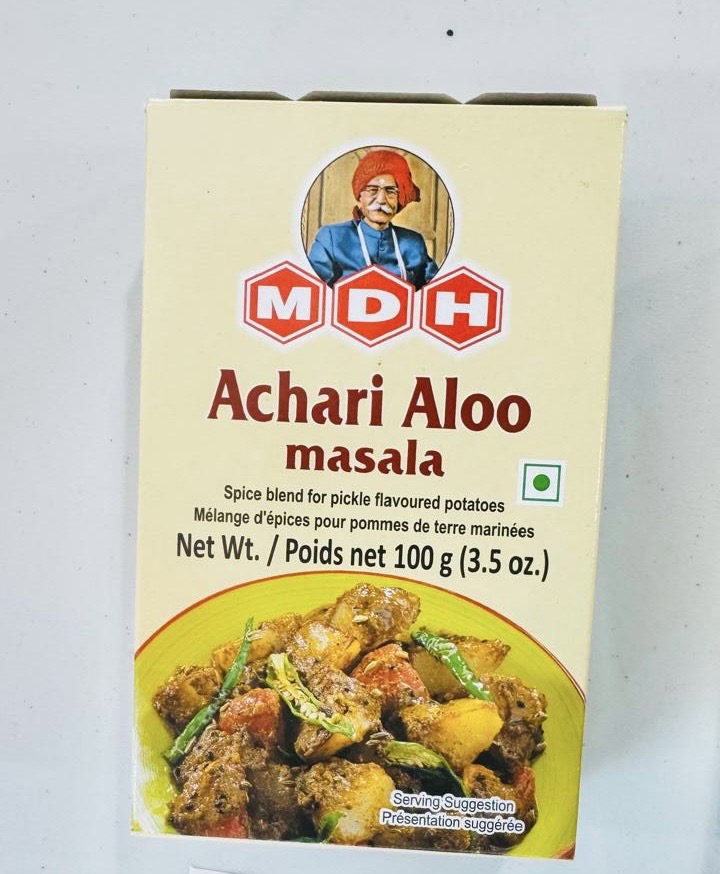 MDH
Achari Aloo
masala
Spice blend for pickle flavoured potatoes
Mélange d'épices pour pommes de terre marinées
Net Wt. / Poids net 100 g (3.5 oz.)
Serving Suggestion
Présentation suggérée